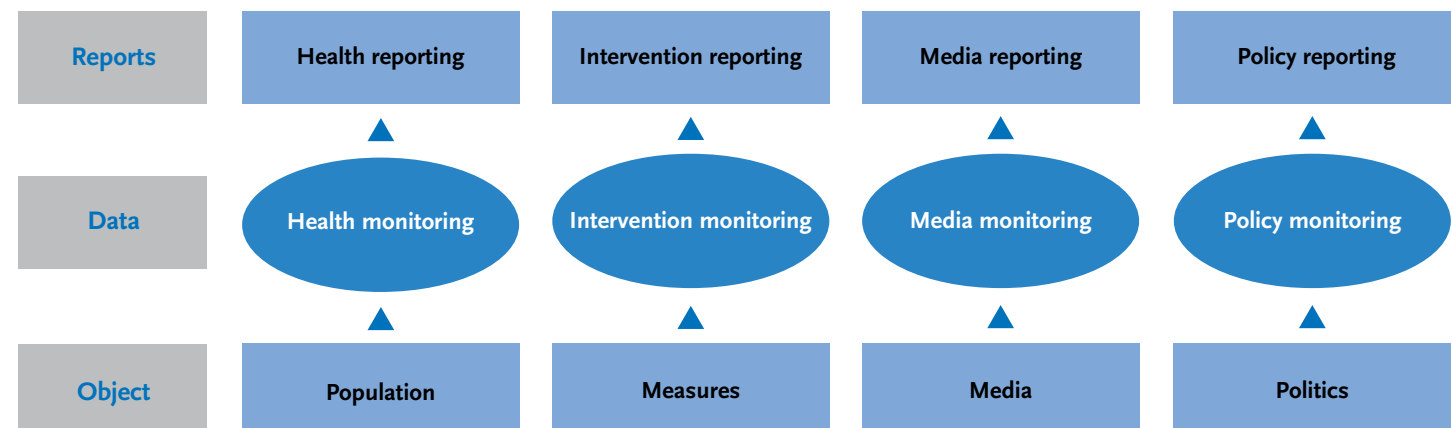 Reports
Health reporting
Intervention reporting
Media reporting
Policy reporting
Data
Health monitoring
Intervention monitoring
Media monitoring
Policy monitoring
Object
Population
Measures
Media
Politics